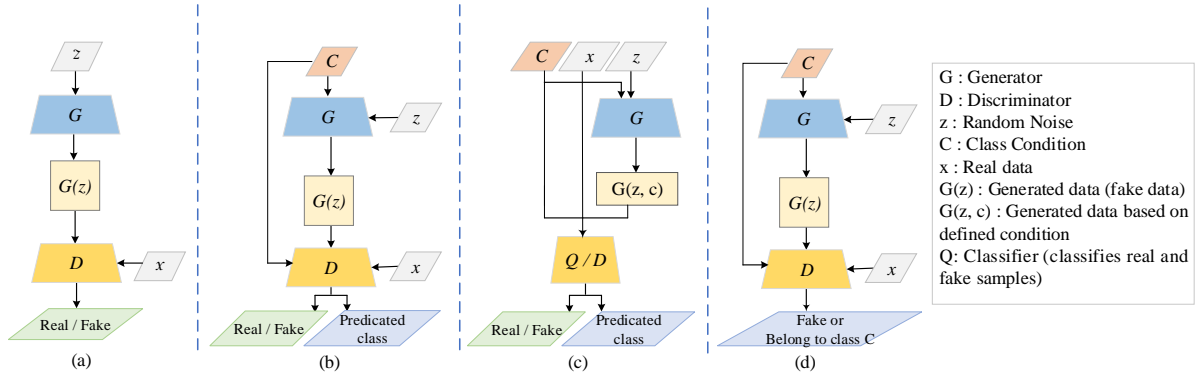 z
G
G(z)
D
x
Real / Fake
(a)
C
G
z
G(z)
D
x
Real / Fake
Predicated
class
(b)
C
x
z
G
G(z, c)
Q / D
Real / Fake
Predicated
class
(c)
C
G
z
G(z)
D
x
Fake or
Belong to class C
(d)
G : Generator
D : Discriminator
z : Random Noise
C : Class Condition
x : Real data
G(z) : Generated data (fake data)
G(z, c) : Generated data based on
defined condition
Q: Classifier (classifies real and
fake samples)